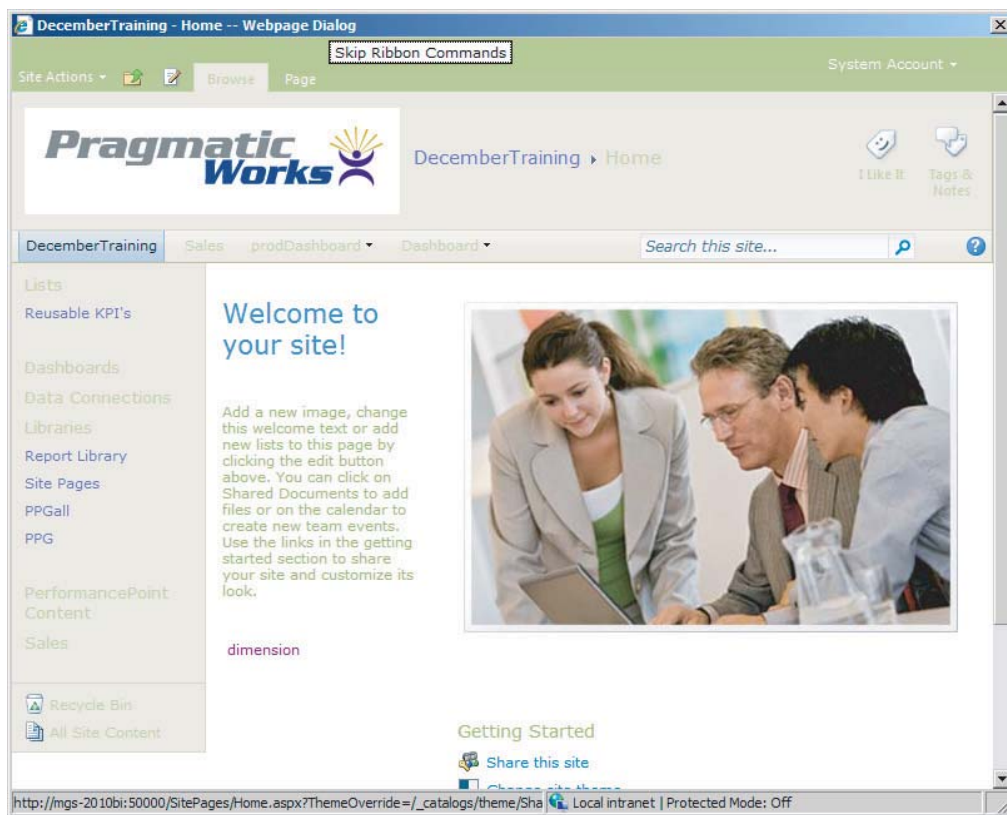 DecemberTraining - Home -- Webpage Dialog
Skip Ribbon Commands
Site Actions
Browse
Page
System Account
Pragmatic
Works
DecemberTraining
Home
I Like It
Tags &
Notes
DecemberTraining
Sales
prodDashboard
Dashboard
Search this site...
Lists
Reusable KPI's
Dashboards
Data Connections
Libraries
Report Library
Site Pages
PPGall
PPG
PerformancePoint
Content
Sales
Recycle Bin
All Site Content
Welcome to
your site!
Add a new image, change
this welcome text or add
new lists to this page by
clicking the edit button
above. You can click on
Shared Documents to add
files or on the calendar to
create new team events.
Use the links in the getting
started section to share
your site and customize its
look.
dimension
Getting Started
Share this site
Change site theme
http://mgs-2010bi:50000/SitePages/Home.aspx?ThemeOverride=/_catalogs/theme/Sha
Local intranet | Protected Mode: Off